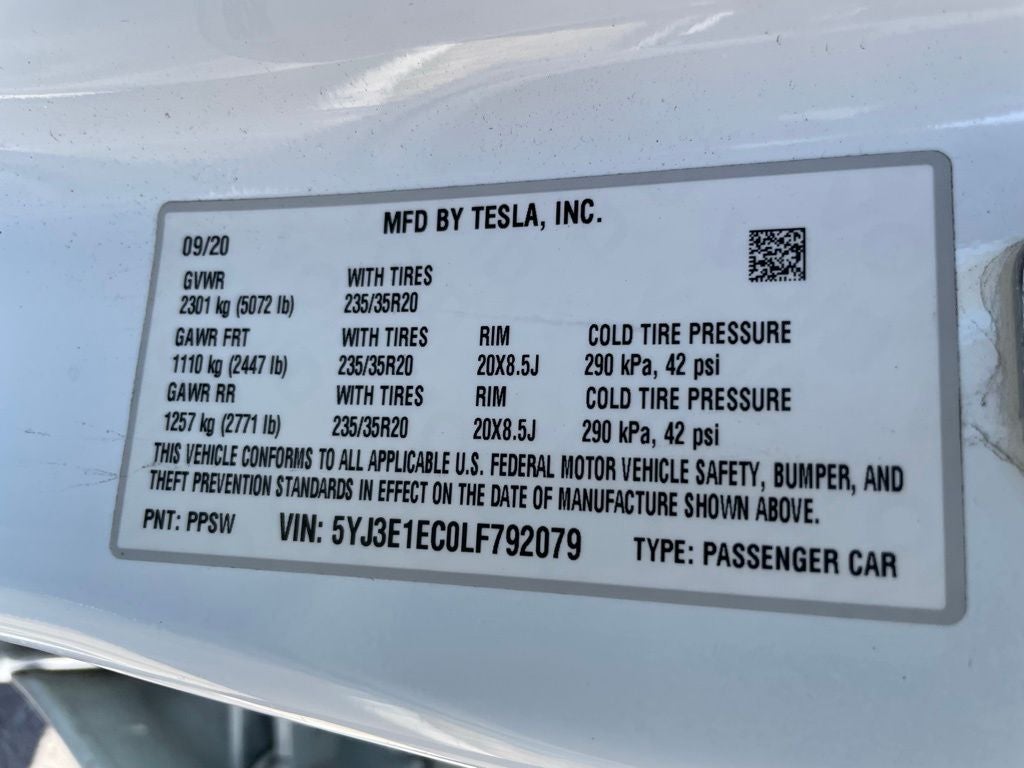 MFD BY TESLA, INC.
09/20
GVWR WITH TIRES
2301 kg (5072 lb) 235/35R20
GAWR FRT WITH TIRES RIM COLD TIRE PRESSURE
1110 kg (2447 lb) 235/35R20 20X8.5J 290 kPa, 42 psi
GAWR RR WITH TIRES RIM COLD TIRE PRESSURE
1257 kg (2771 lb) 235/35R20 20X8.5J 290 kPa, 42 psi
THIS VEHICLE CONFORMS TO ALL APPLICABLE U.S. FEDERAL MOTOR VEHICLE SAFETY, BUMPER, AND
THEFT PREVENTION STANDARDS IN EFFECT ON THE DATE OF MANUFACTURE SHOWN ABOVE.
PNT: PPSW VIN: 5YJ3E1EC0LF792079 TYPE: PASSENGER CAR